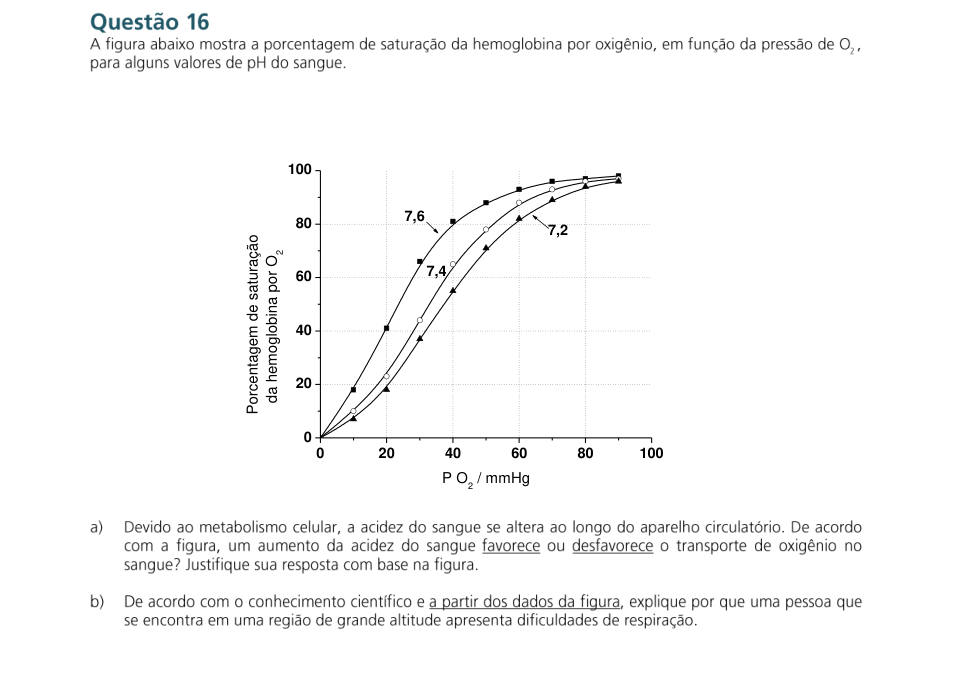 Questão 16
A figura abaixo mostra a porcentagem de saturação da hemoglobina por oxigênio, em função da pressão de O₂,
para alguns valores de pH do sangue.
100
80
60
40
20
0
Porcentagem de saturação
da hemoglobina por O₂
7,6
7,4
7,2
0 20 40 60 80 100
P O₂ / mmHg
a) Devido ao metabolismo celular, a acidez do sangue se altera ao longo do aparelho circulatório. De acordo
com a figura, um aumento da acidez do sangue favorece ou desfavorece o transporte de oxigênio no
sangue? Justifique sua resposta com base na figura.
b) De acordo com o conhecimento científico e a partir dos dados da figura, explique por que uma pessoa que
se encontra em uma região de grande altitude apresenta dificuldades de respiração.